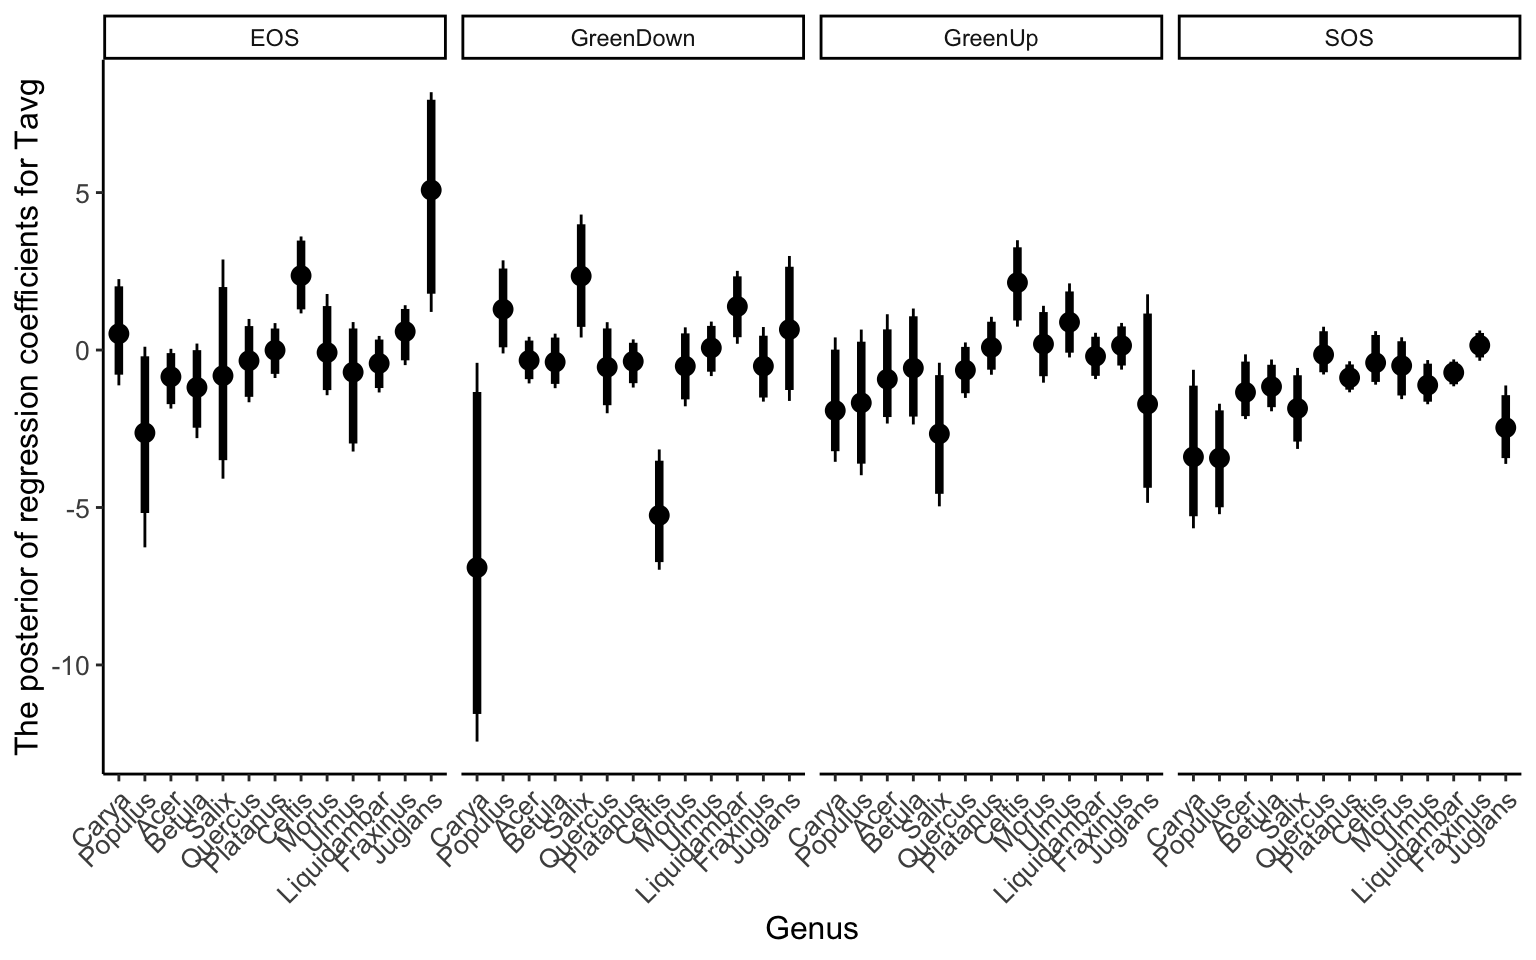 EOS
GreenDown
GreenUp
SOS
The posterior of regression coefficients for Tavg
5
0
-5
-10
Carya
Populus
Acer
Betula
Salix
Quercus
Platanus
Celtis
Morus
Ulmus
Liquidambar
Fraxinus
Juglans
Carya
Populus
Acer
Betula
Salix
Quercus
Platanus
Celtis
Morus
Ulmus
Liquidambar
Fraxinus
Juglans
Carya
Populus
Acer
Betula
Salix
Quercus
Platanus
Celtis
Morus
Ulmus
Liquidambar
Fraxinus
Juglans
Carya
Populus
Acer
Betula
Salix
Quercus
Platanus
Celtis
Morus
Ulmus
Liquidambar
Fraxinus
Juglans
Genus